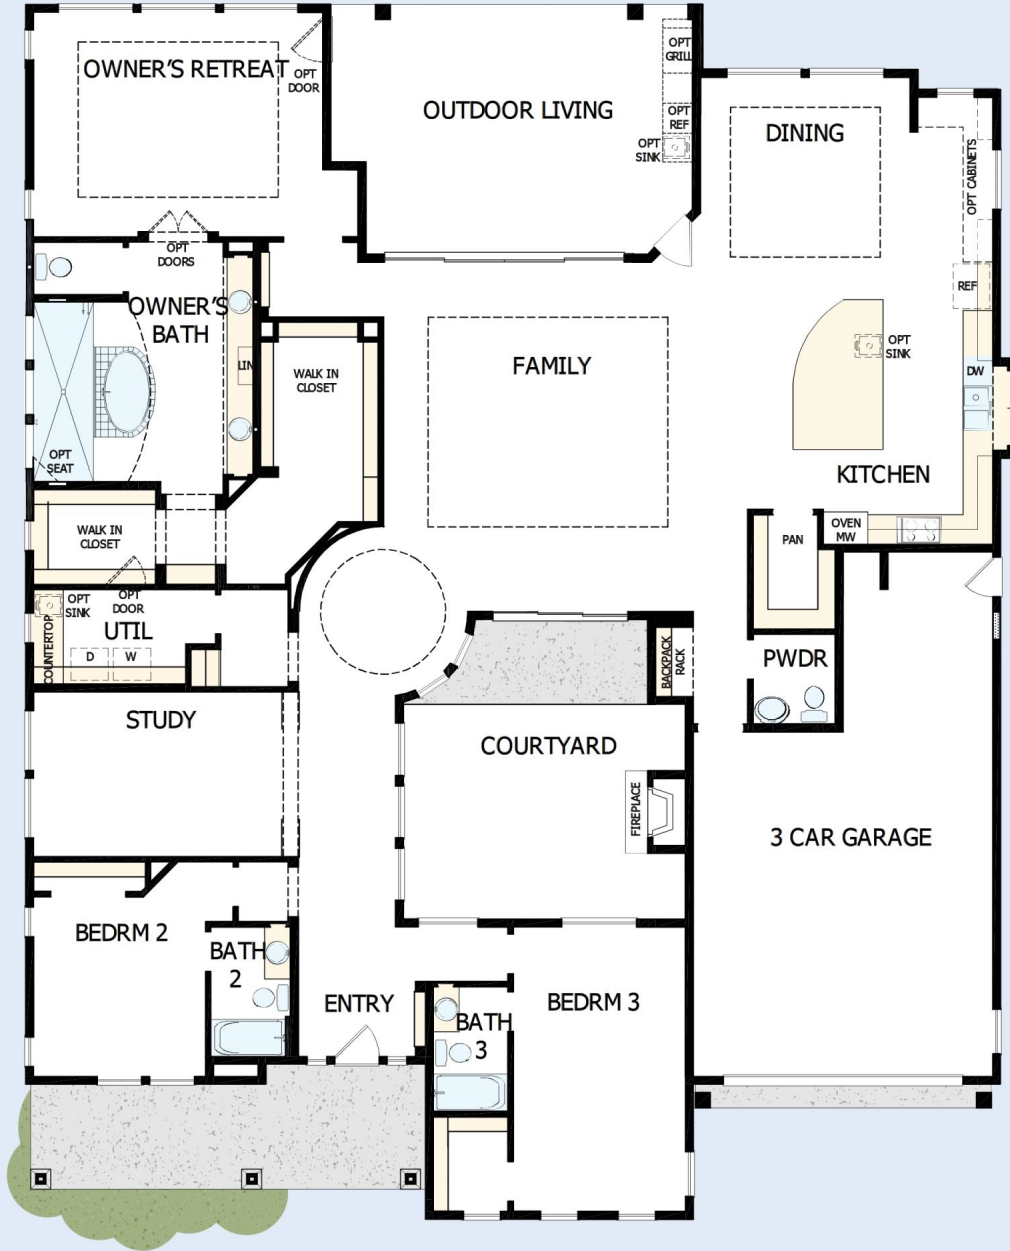 OWNER'S RETREAT
OPT
DOOR
OUTDOOR LIVING
OPT
GRILL
OPT
REF
OPT
SINK
DINING
OPT CABINETS
OPT
DOORS
OWNER'S
BATH
LIN
OPT
SEAT
WALK IN
CLOSET
FAMILY
REF
OPT
SINK
DW
KITCHEN
WALK IN
CLOSET
OVEN
MW
PAN
OPT
SINK
OPT
DOOR
UTIL
COUNTERTOP
D
W
BACKPACK
RACK
PWDR
STUDY
COURTYARD
FIREPLACE
3 CAR GARAGE
BEDRM 2
BATH
2
ENTRY
BATH
3
BEDRM 3